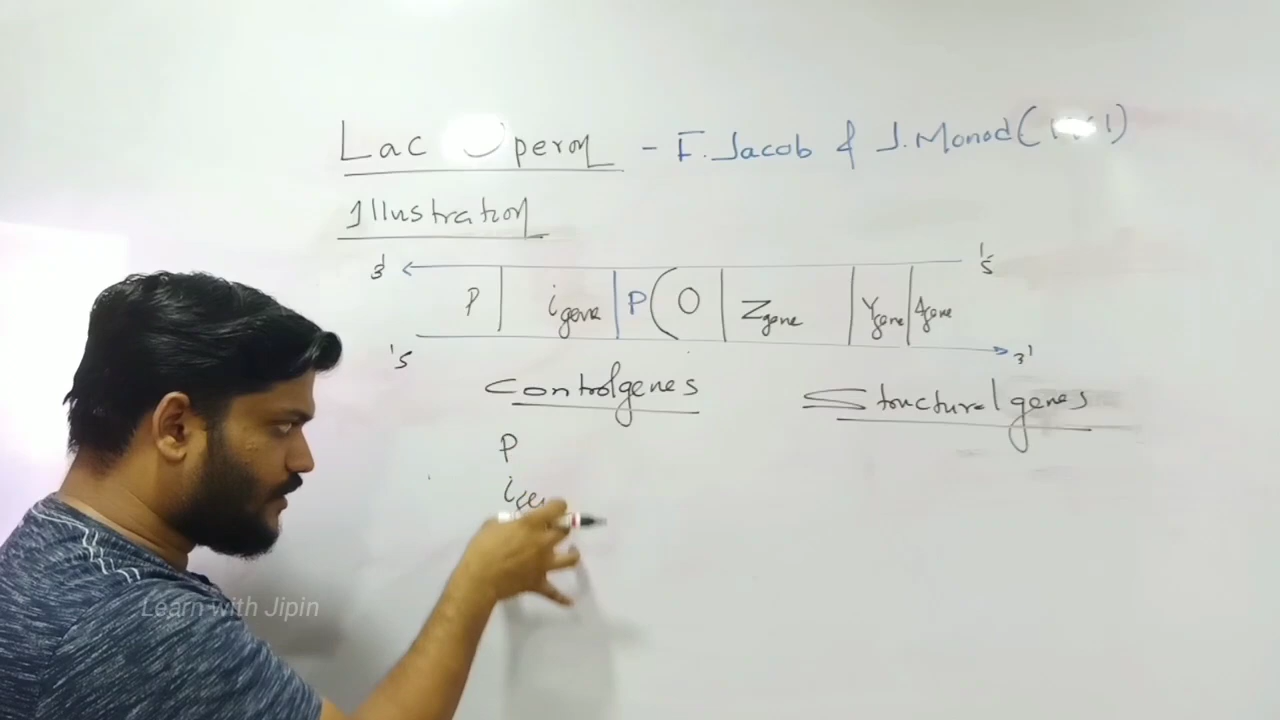 Lac Operon - F. Jacob & J. Monod (
Illustration
3' 5'
P i gene P O Z gene Y gene A gene
'5 3'
Control genes Structural genes
P
i
Learn with Jipin